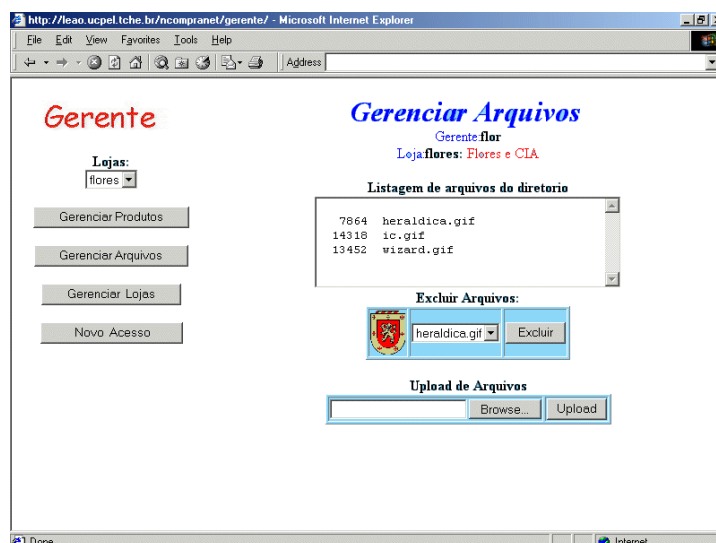 http://leao.ucpel.tche.br/ncompranet/gerente/ - Microsoft Internet Explorer
File Edit View Favorites Tools Help
Address
Gerente
Lojas:
flores
Gerenciar Produtos
Gerenciar Arquivos
Gerenciar Lojas
Novo Acesso
Gerenciar Arquivos
Gerente:flor
Loja:flores: Flores e CIA
Listagem de arquivos do diretorio
7864 heraldica.gif
14318 ic.gif
13452 wizard.gif
Excluir Arquivos:
heraldica.gif Excluir
Upload de Arquivos
Browse... Upload
Done Internet